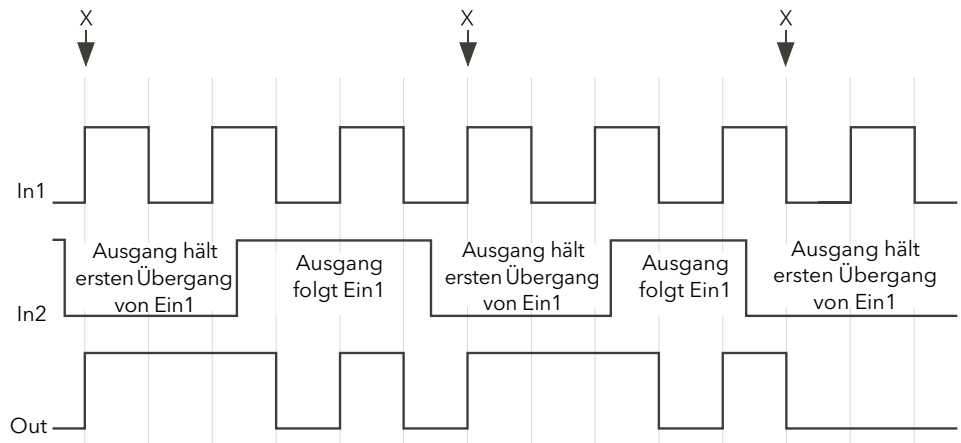 X X X
In1
Ausgang hält
ersten Übergang
von Ein1
Ausgang
folgt Ein1
Ausgang hält
ersten Übergang
von Ein1
Ausgang
folgt Ein1
Ausgang hält
ersten Übergang
von Ein1
In2
Out